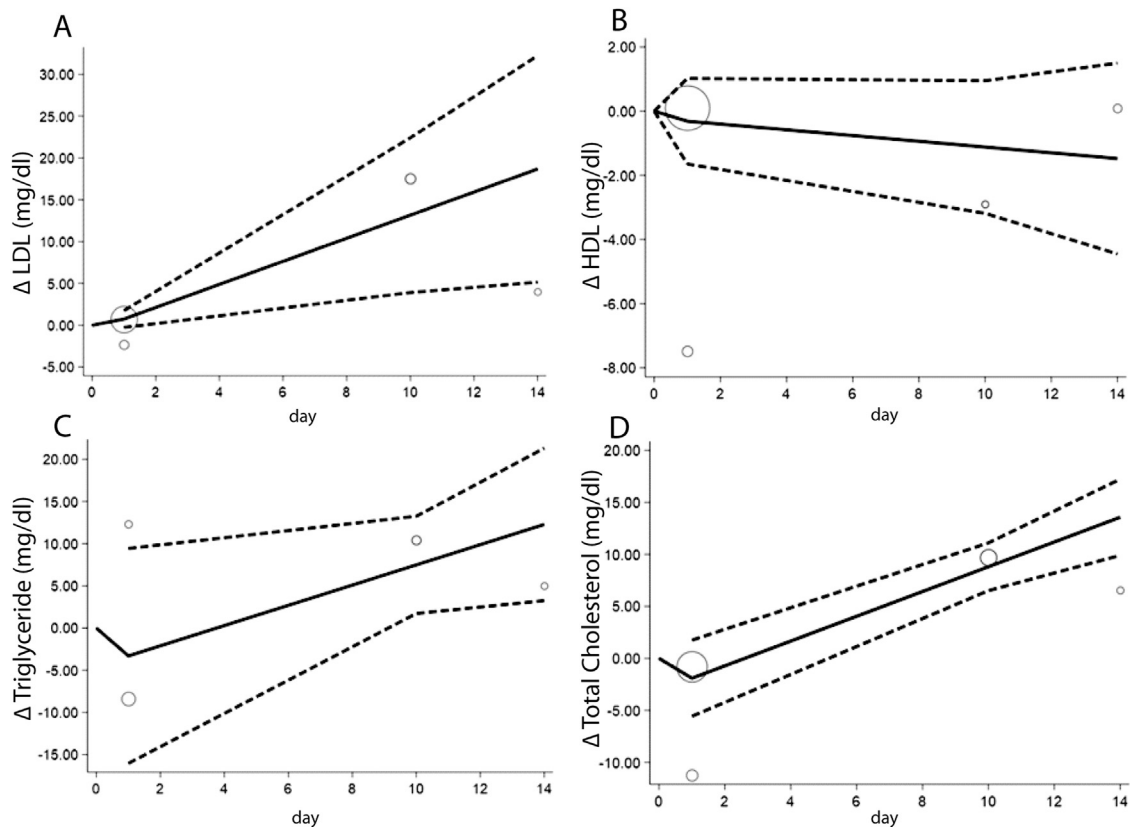 A
Δ LDL (mg/dl)
30.00
25.00
20.00
15.00
10.00
5.00
0.00
-5.00
0 2 4 6 8 10 12 14
day
B
Δ HDL (mg/dl)
2.00
0.00
-2.00
-4.00
-6.00
-8.00
0 2 4 6 8 10 12 14
day
C
Δ Triglyceride (mg/dl)
20.00
15.00
10.00
5.00
0.00
-5.00
-10.00
-15.00
0 2 4 6 8 10 12 14
day
D
Δ Total Cholesterol (mg/dl)
20.00
15.00
10.00
5.00
0.00
-5.00
-10.00
0 2 4 6 8 10 12 14
day